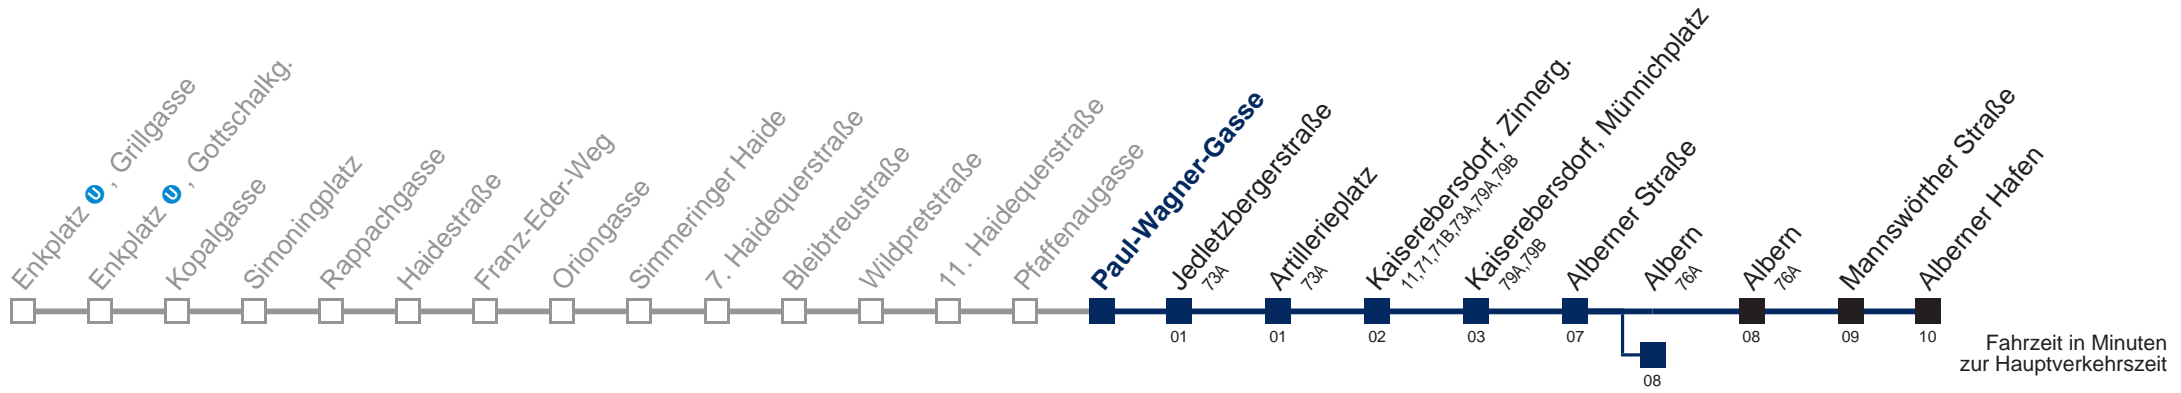 Enkplatz U , Grillgasse
Enkplatz U , Gottschalkg.
Kopalgasse
Simoningplatz
Rappachgasse
Haidestraße
Franz-Eder-Weg
Oriongasse
Simmeringer Haide
7. Haidequerstraße
Bleibtreustraße
Wildpretstraße
11. Haidequerstraße
Pfaffenaugasse
Paul-Wagner-Gasse
Jedletzbergerstraße
73A
01
Artillerieplatz
73A
01
Kaiserebersdorf, Zinnerg.
11,71,71B,73A,79A,79B
02
Kaiserebersdorf, Münnichplatz
79A,79B
03
Alberner Straße
07
Albern
76A
08
Albern
76A
08
Mannswörther Straße
09
Alberner Hafen
10
Fahrzeit in Minuten
zur Hauptverkehrszeit